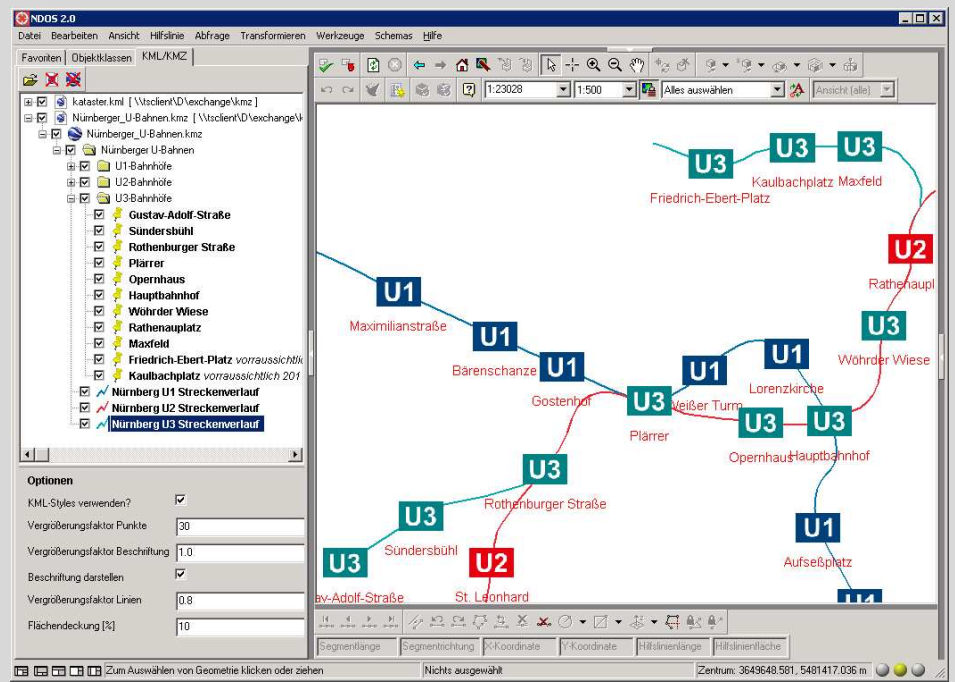 NDOS 2.0
Datei Bearbeiten Ansicht Hilfslinie Abfrage Transformieren Werkzeuge Schemas Hilfe
Favoriten Objektklassen KML/KMZ
kataster.kml [ \\tsclient\D\exchange\kmz ]
Nürnberger_U-Bahnen.kmz [ \\tsclient\D\exchange\k
Nürnberger_U-Bahnen.kmz
Nürnberger U-Bahnen
U1-Bahnhöfe
U2-Bahnhöfe
U3-Bahnhöfe
Gustav-Adolf-Straße
Sündersbühl
Rothenburger Straße
Plärrer
Opernhaus
Hauptbahnhof
Wöhrder Wiese
Rathenauplatz
Maxfeld
Friedrich-Ebert-Platz vorraussichtlic
Kaulbachplatz vorraussichtlich 201
Nürnberg U1 Streckenverlauf
Nürnberg U2 Streckenverlauf
Nürnberg U3 Streckenverlauf
Optionen
KML-Styles verwenden?
Vergrößerungsfaktor Punkte 30
Vergrößerungsfaktor Beschriftung 1.0
Beschriftung darstellen
Vergrößerungsfaktor Linien 0.8
Flächendeckung [%] 10
1:23028 1:500 Alles auswählen Ansicht (alle)
U3 U3 U3
Friedrich-Ebert-Platz Kaulbachplatz Maxfeld
U2
Rathenaupl
U1
Maximilianstraße
U3
Wöhrder Wiese
U1
Bärenschanze
U1
Gostenhof
U1
Veißer Turm
U1
Lorenzkirche
U3
Plärrer
U3
Opernhaus
U3
Hauptbahnhof
U3
Rothenburger Straße
U3
Sündersbühl
U1
Aufseßplatz
U3
av-Adolf-Straße
U2
St. Leonhard
U1
Segmentlänge Segmentrichtung X-Koordinate Y-Koordinate Hilfslinienlänge Hilfslinienfläche
Zum Auswählen von Geometrie klicken oder ziehen Nichts ausgewählt Zentrum: 3649648.581, 5481417.036 m